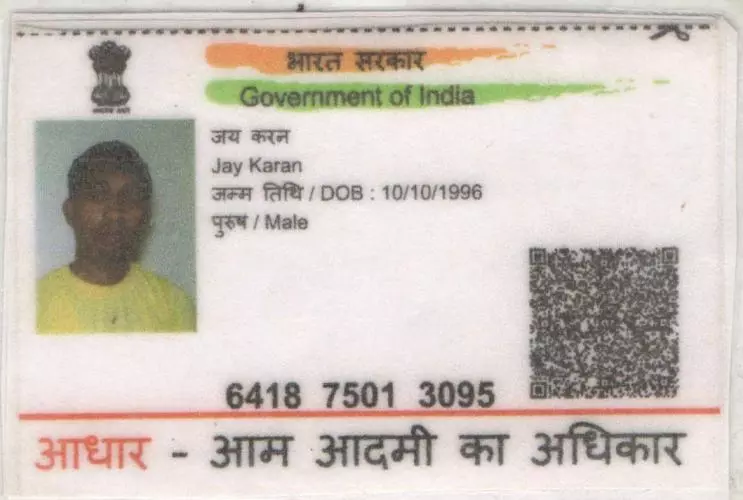 भारत सरकार
Government of India
जय करन
Jay Karan
जन्म तिथि / DOB : 10/10/1996
पुरुष / Male
6418 7501 3095
आधार - आम आदमी का अधिकार